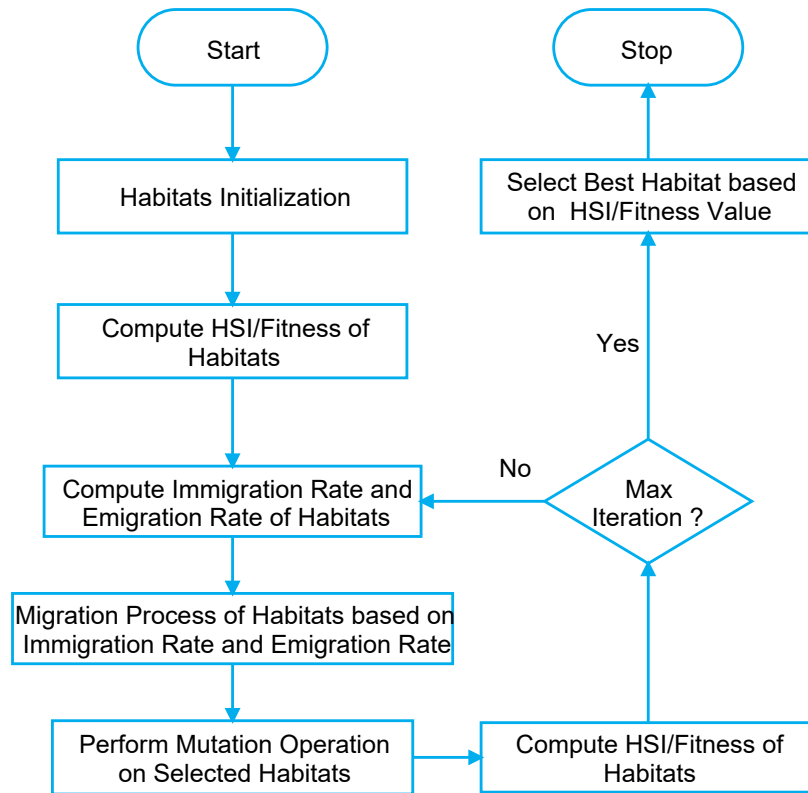 Start
Habitats Initialization
Compute HSI/Fitness of
Habitats
Compute Immigration Rate and
Emigration Rate of Habitats
Migration Process of Habitats based on
Immigration Rate and Emigration Rate
Perform Mutation Operation
on Selected Habitats
Compute HSI/Fitness of
Habitats
Max
Iteration ?
No
Yes
Select Best Habitat based
on HSI/Fitness Value
Stop